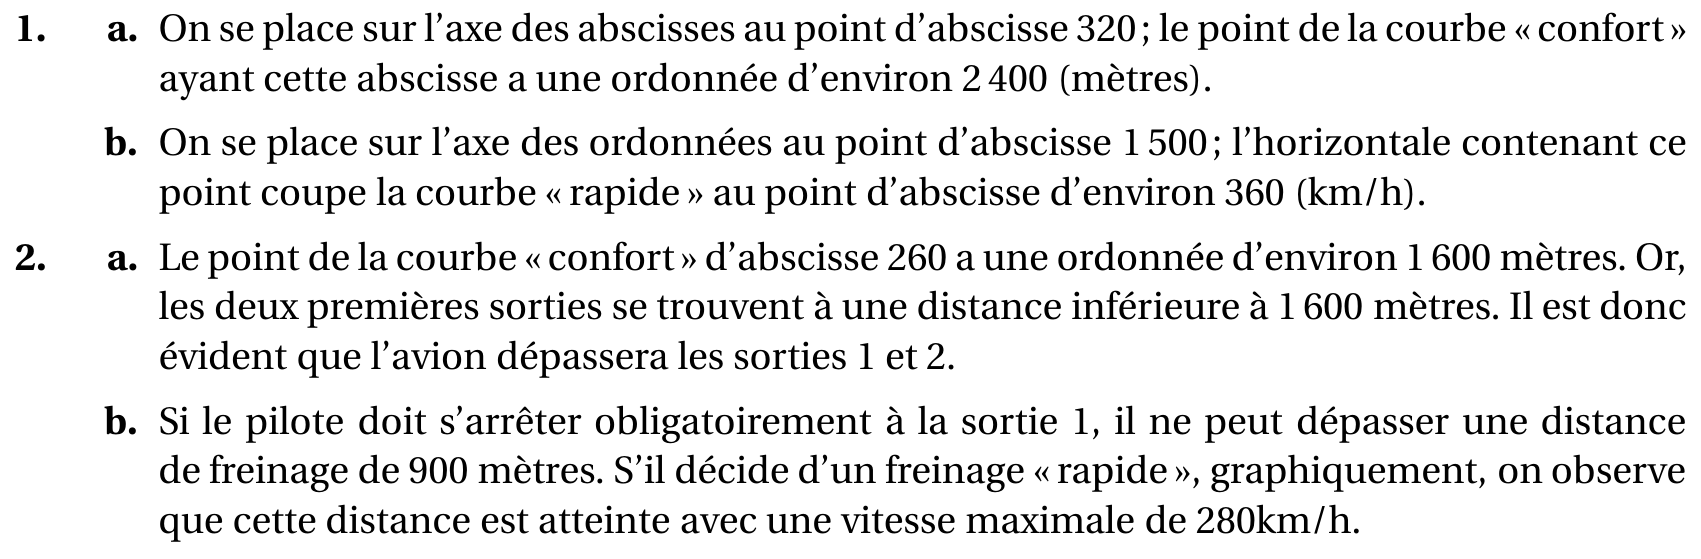 1. a. On se place sur l'axe des abscisses au point d'abscisse 320 ; le point de la courbe « confort »
ayant cette abscisse a une ordonnée d'environ 2 400 (mètres).
b. On se place sur l'axe des ordonnées au point d'abscisse 1 500 ; l'horizontale contenant ce
point coupe la courbe « rapide » au point d'abscisse d'environ 360 (km/h).
2. a. Le point de la courbe « confort » d'abscisse 260 a une ordonnée d'environ 1 600 mètres. Or,
les deux premières sorties se trouvent à une distance inférieure à 1 600 mètres. Il est donc
évident que l'avion dépassera les sorties 1 et 2.
b. Si le pilote doit s'arrêter obligatoirement à la sortie 1, il ne peut dépasser une distance
de freinage de 900 mètres. S'il décide d'un freinage « rapide », graphiquement, on observe
que cette distance est atteinte avec une vitesse maximale de 280km/h.